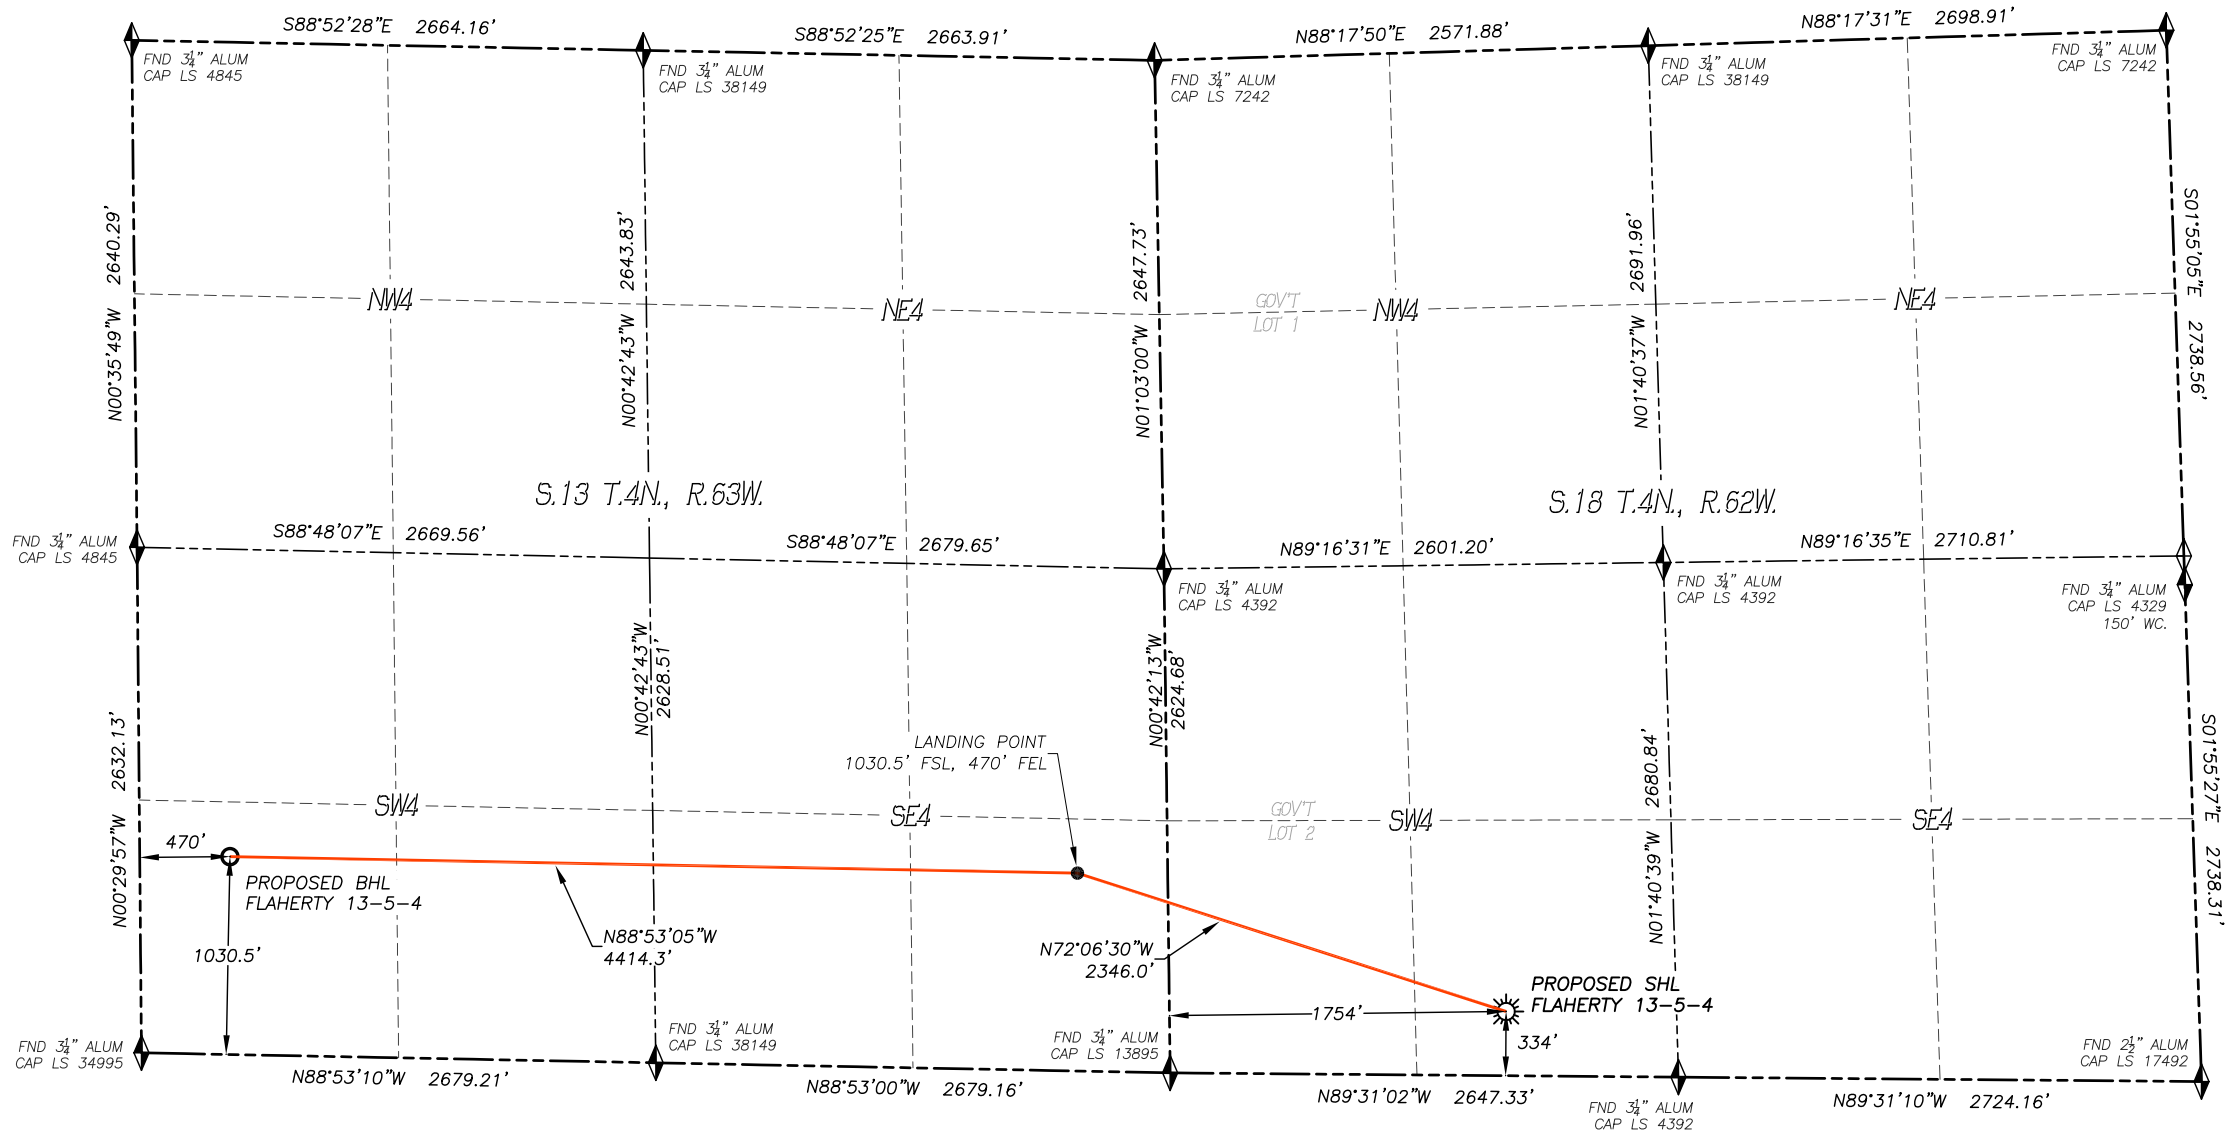 S88°52'28"E 2664.16'
S88°52'25"E 2663.91'
N88°17'50"E 2571.88'
N88°17'31"E 2698.91'
FND 3¼" ALUM
CAP LS 4845
FND 3¼" ALUM
CAP LS 38149
FND 3¼" ALUM
CAP LS 7242
FND 3¼" ALUM
CAP LS 38149
FND 3¼" ALUM
CAP LS 7242
N00°35'49"W 2640.29'
N00°42'43"W 2643.83'
N01°03'00"W 2647.73'
N01°40'37"W 2691.96'
S01°55'05"E 2738.56'
NW4
NE4
GOV'T
LOT 1
NW4
NE4
S.13 T.4N., R.63W.
S.18 T.4N., R.62W.
S88°48'07"E 2669.56'
S88°48'07"E 2679.65'
N89°16'31"E 2601.20'
N89°16'35"E 2710.81'
FND 3¼" ALUM
CAP LS 4845
FND 3¼" ALUM
CAP LS 4392
FND 3¼" ALUM
CAP LS 4392
FND 3¼" ALUM
CAP LS 4329
150' WC.
N00°29'57"W 2632.13'
N00°42'43"W
2628.51'
N00°42'13"W
2624.68'
N01°40'39"W 2680.84'
S01°55'27"E 2738.31'
LANDING POINT
1030.5' FSL, 470' FEL
SW4
SE4
GOV'T
LOT 2
SW4
SE4
470'
PROPOSED BHL
FLAHERTY 13-5-4
1030.5'
N88°53'05"W
4414.3'
N72°06'30"W
2346.0'
PROPOSED SHL
FLAHERTY 13-5-4
1754'
334'
FND 3¼" ALUM
CAP LS 34995
FND 3¼" ALUM
CAP LS 38149
FND 3¼" ALUM
CAP LS 13895
FND 3¼" ALUM
CAP LS 4392
FND 2½" ALUM
CAP LS 17492
N88°53'10"W 2679.21'
N88°53'00"W 2679.16'
N89°31'02"W 2647.33'
N89°31'10"W 2724.16'